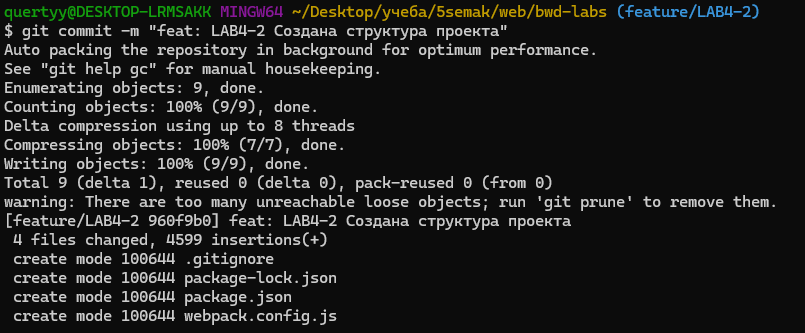 quertyy@DESKTOP-LRMSAKK MINGW64 ~/Desktop/учеба/5semak/web/bwd-labs (feature/LAB4-2)
$ git commit -m "feat: LAB4-2 Создана структура проекта"
Auto packing the repository in background for optimum performance.
See "git help gc" for manual housekeeping.
Enumerating objects: 9, done.
Counting objects: 100% (9/9), done.
Delta compression using up to 8 threads
Compressing objects: 100% (7/7), done.
Writing objects: 100% (9/9), done.
Total 9 (delta 1), reused 0 (delta 0), pack-reused 0 (from 0)
warning: There are too many unreachable loose objects; run 'git prune' to remove them.
[feature/LAB4-2 960f9b0] feat: LAB4-2 Создана структура проекта
 4 files changed, 4599 insertions(+)
 create mode 100644 .gitignore
 create mode 100644 package-lock.json
 create mode 100644 package.json
 create mode 100644 webpack.config.js